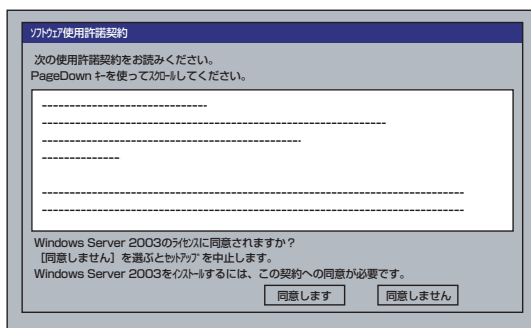 ｿﾌﾄｳｪｱ使用許諾契約
次の使用許諾契約をお読みください。
PageDown ｷｰを使ってｽｸﾛｰﾙしてください。
Windows Server 2003のﾗｲｾﾝｽに同意されますか？
［同意しません］を選ぶとｾｯﾄｱｯﾌﾟを中止します。
Windows Server 2003をｲﾝｽﾄｰﾙするには、この契約への同意が必要です。
同意します
同意しません